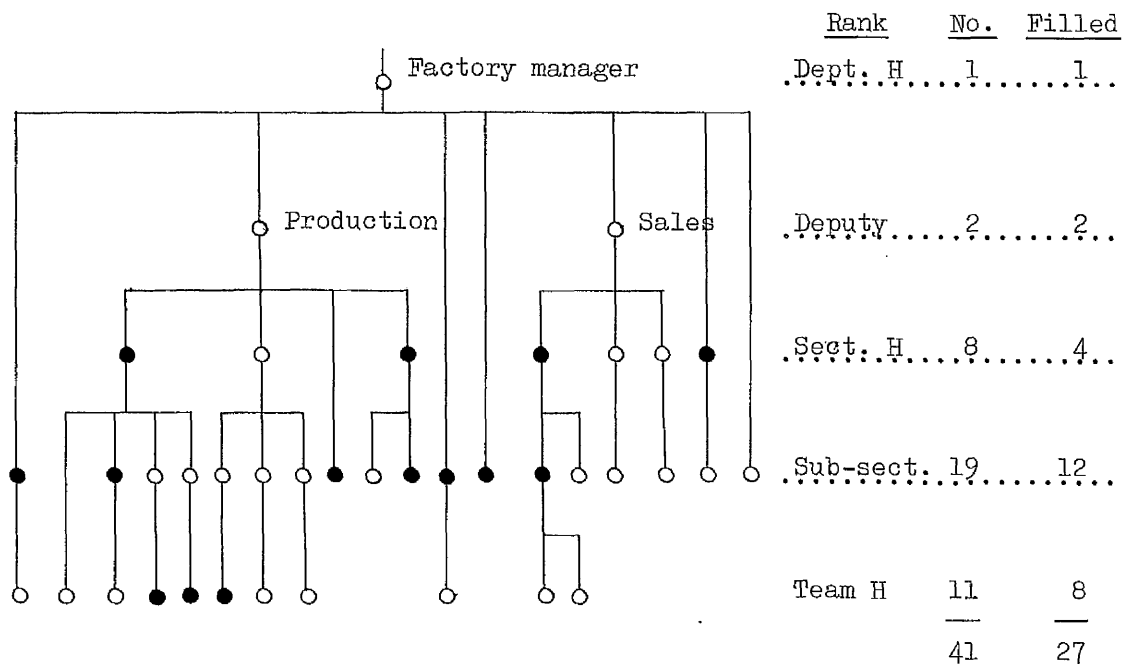 Rank No. Filled
Factory manager
Dept. H 1 1
Production
Sales
Deputy 2 2
Sect. H 8 4
Sub-sect. 19 12
Team H 11 8
41 27